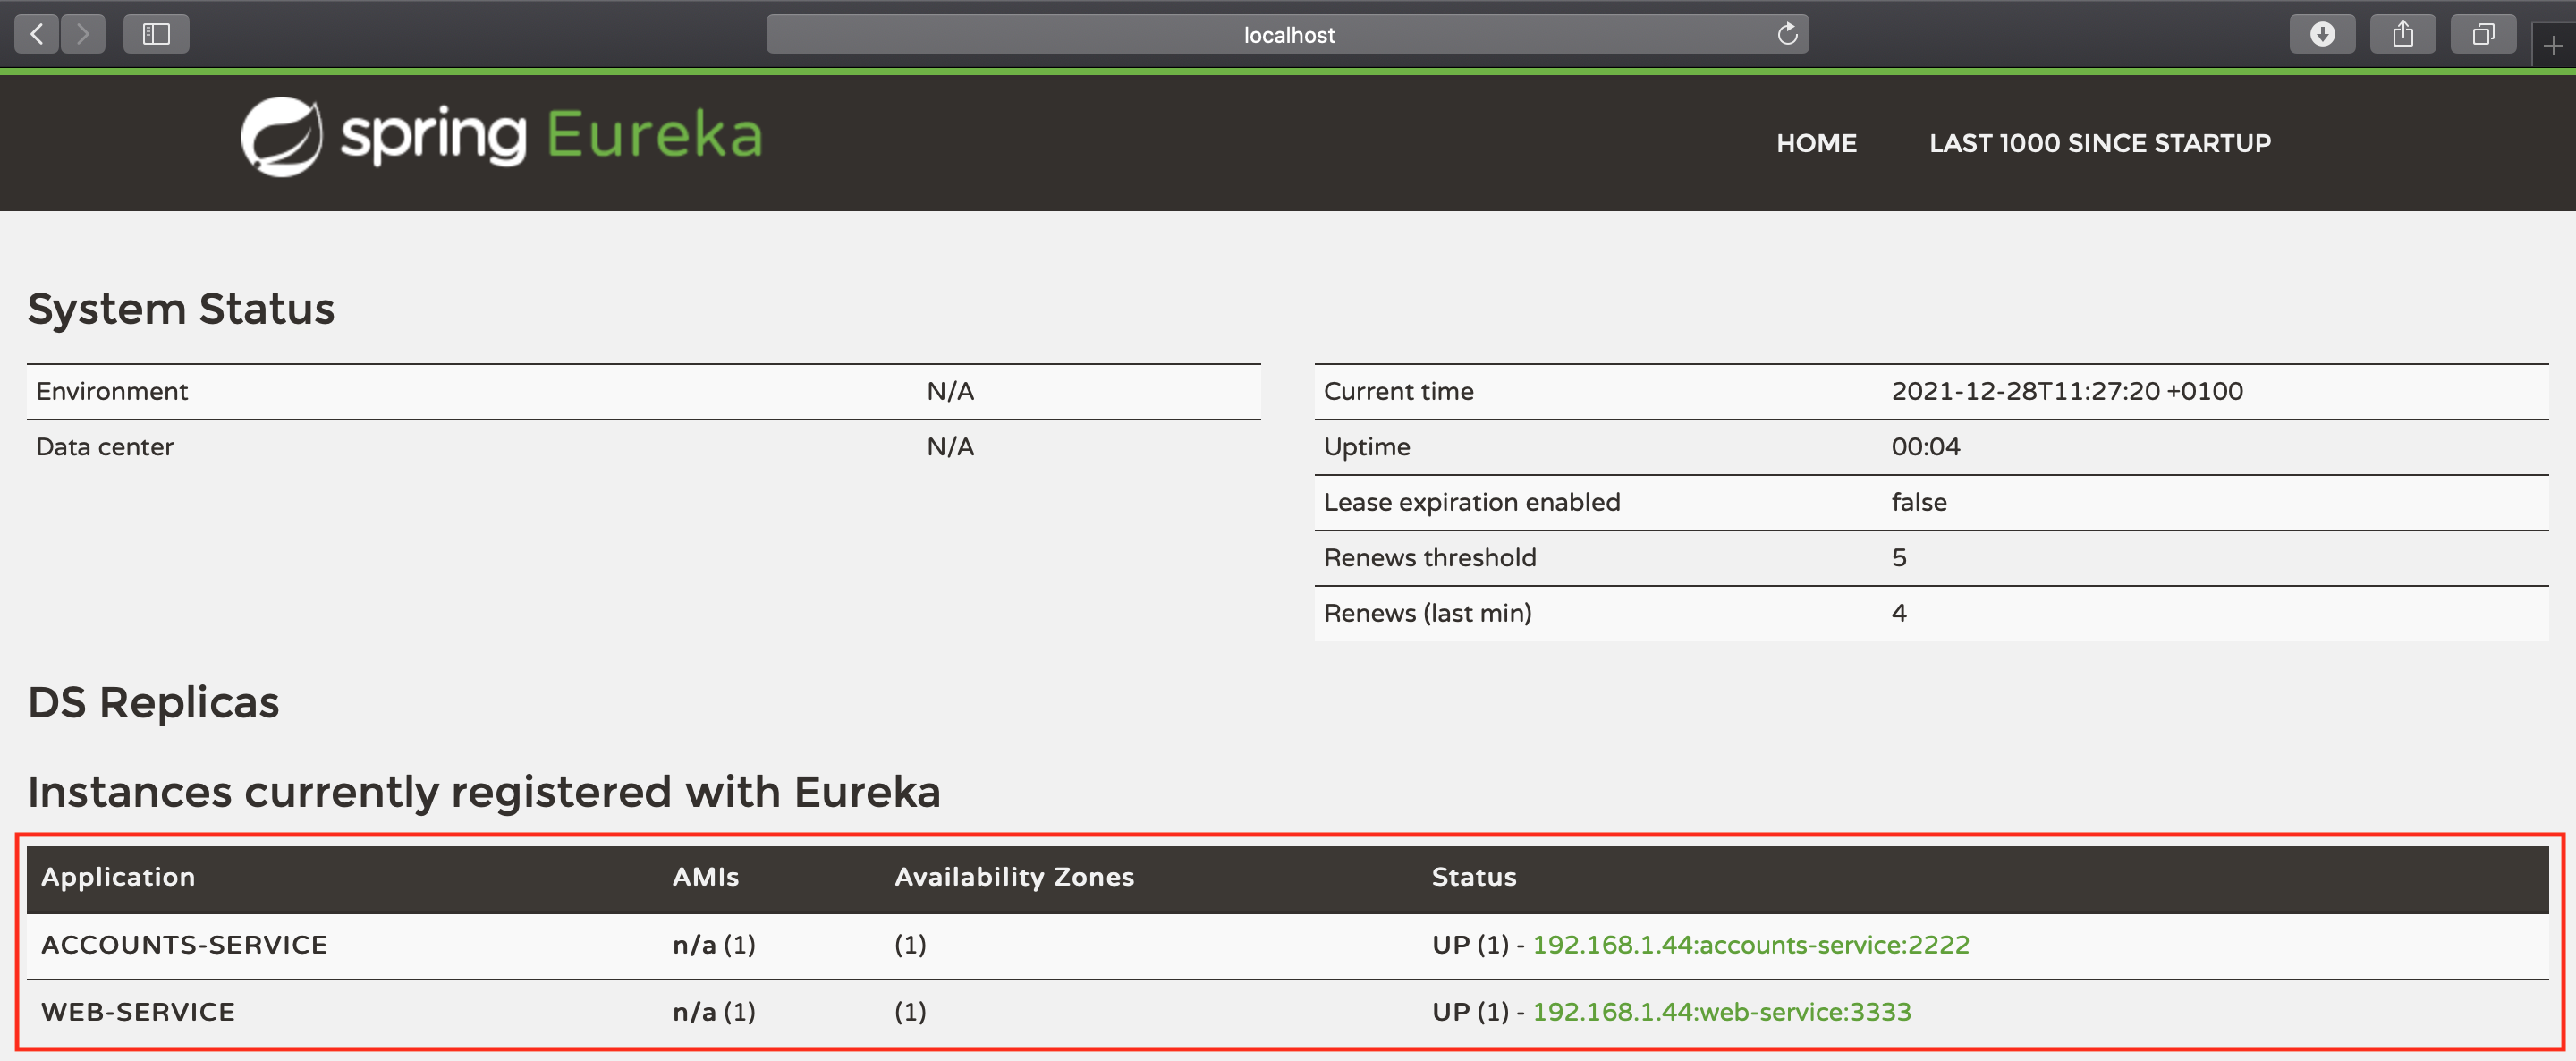 localhost
spring Eureka
HOME LAST 1000 SINCE STARTUP
System Status
Environment N/A
Data center N/A
Current time 2021-12-28T11:27:20 +0100
Uptime 00:04
Lease expiration enabled false
Renews threshold 5
Renews (last min) 4
DS Replicas
Instances currently registered with Eureka
Application AMIs Availability Zones Status
ACCOUNTS-SERVICE n/a (1) (1) UP (1) - 192.168.1.44:accounts-service:2222
WEB-SERVICE n/a (1) (1) UP (1) - 192.168.1.44:web-service:3333